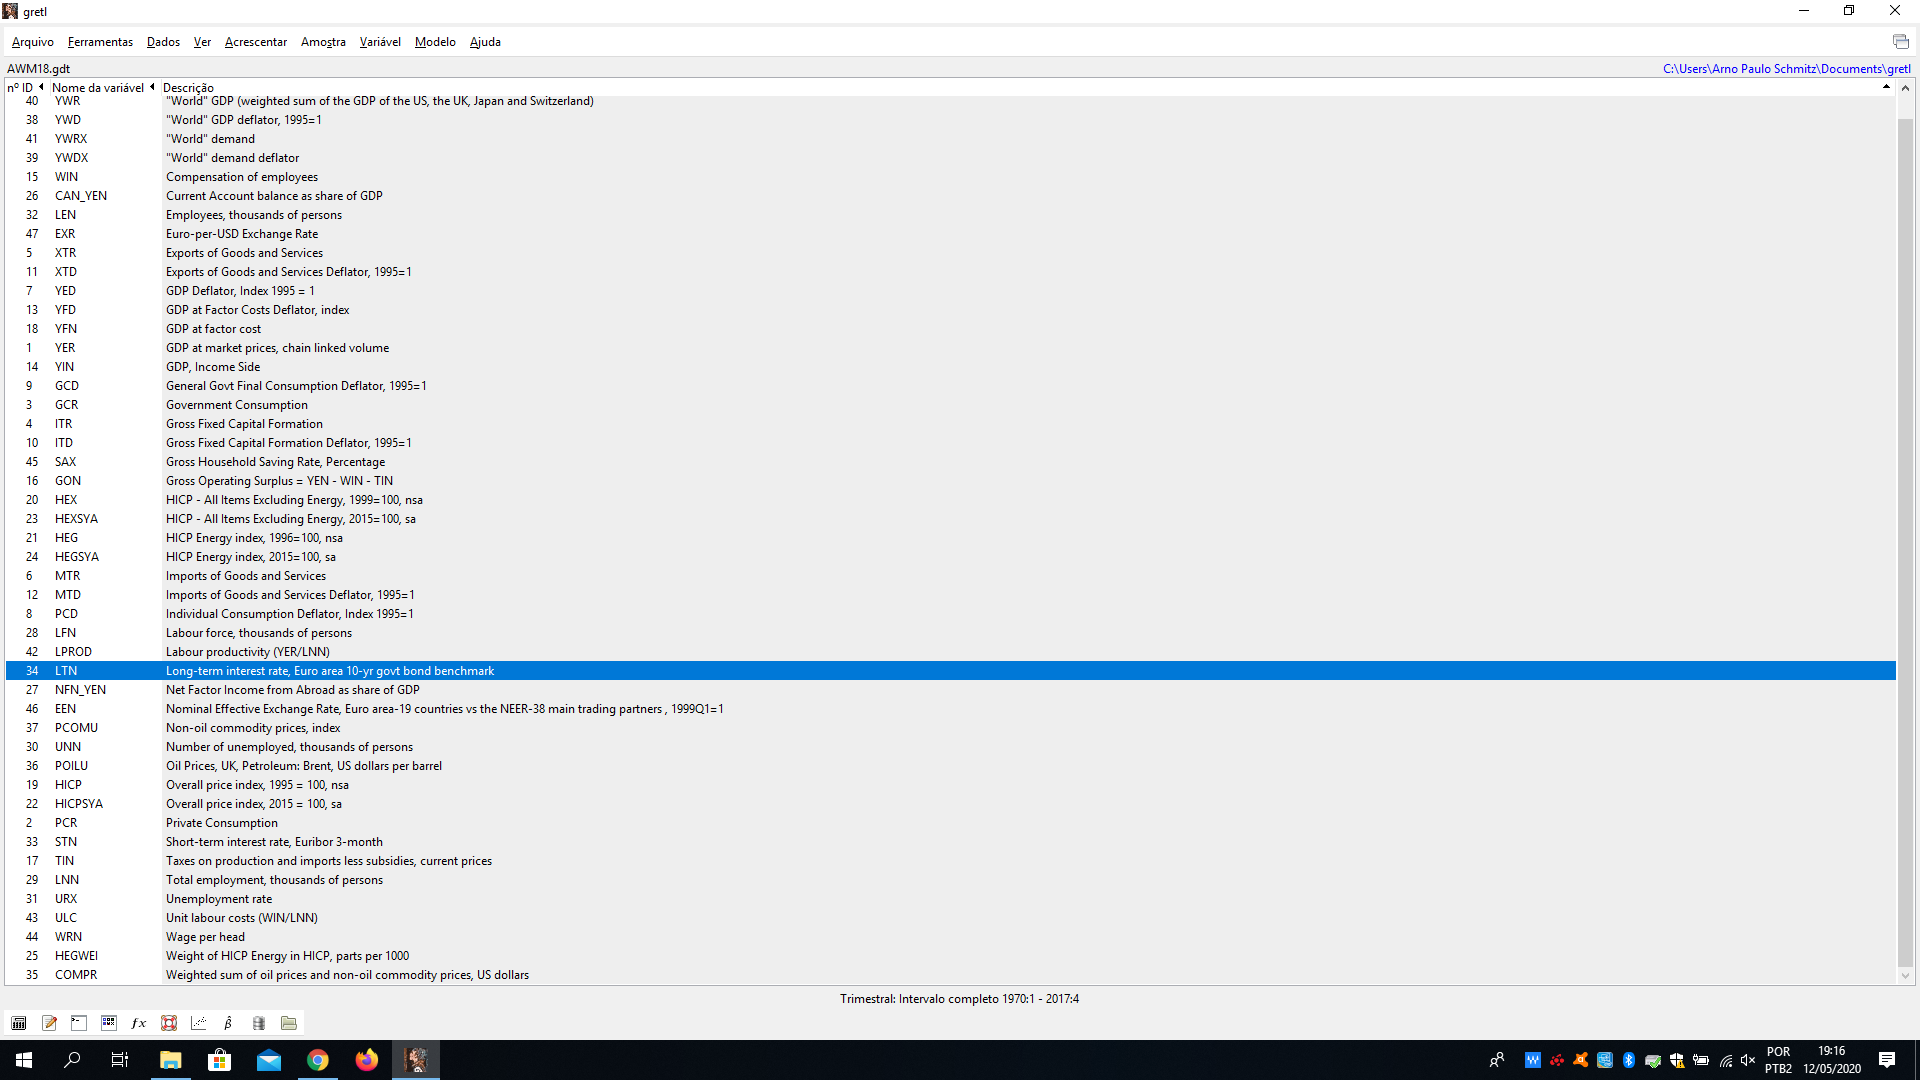 gretl
Arquivo Ferramentas Dados Ver Acrescentar Amostra Variável Modelo Ajuda
AWM18.gdt C:\Users\Arno Paulo Schmitz\Documents\gretl
nº ID Nome da variável Descrição
40 YWR "World" GDP (weighted sum of the GDP of the US, the UK, Japan and Switzerland)
38 YWD "World" GDP deflator, 1995=1
41 YWRX "World" demand
39 YWDX "World" demand deflator
15 WIN Compensation of employees
26 CAN_YEN Current Account balance as share of GDP
32 LEN Employees, thousands of persons
47 EXR Euro-per-USD Exchange Rate
5 XTR Exports of Goods and Services
11 XTD Exports of Goods and Services Deflator, 1995=1
7 YED GDP Deflator, Index 1995 = 1
13 YFD GDP at Factor Costs Deflator, index
18 YFN GDP at factor cost
1 YER GDP at market prices, chain linked volume
14 YIN GDP, Income Side
9 GCD General Govt Final Consumption Deflator, 1995=1
3 GCR Government Consumption
4 ITR Gross Fixed Capital Formation
10 ITD Gross Fixed Capital Formation Deflator, 1995=1
45 SAX Gross Household Saving Rate, Percentage
16 GON Gross Operating Surplus = YEN - WIN - TIN
20 HEX HICP - All Items Excluding Energy, 1999=100, nsa
23 HEXSYA HICP - All Items Excluding Energy, 2015=100, sa
21 HEG HICP Energy index, 1996=100, nsa
24 HEGSYA HICP Energy index, 2015=100, sa
6 MTR Imports of Goods and Services
12 MTD Imports of Goods and Services Deflator, 1995=1
8 PCD Individual Consumption Deflator, Index 1995=1
28 LFN Labour force, thousands of persons
42 LPROD Labour productivity (YER/LNN)
34 LTN Long-term interest rate, Euro area 10-yr govt bond benchmark
27 NFN_YEN Net Factor Income from Abroad as share of GDP
46 EEN Nominal Effective Exchange Rate, Euro area-19 countries vs the NEER-38 main trading partners , 1999Q1=1
37 PCOMU Non-oil commodity prices, index
30 UNN Number of unemployed, thousands of persons
36 POILU Oil Prices, UK, Petroleum: Brent, US dollars per barrel
19 HICP Overall price index, 1995 = 100, nsa
22 HICPSYA Overall price index, 2015 = 100, sa
2 PCR Private Consumption
33 STN Short-term interest rate, Euribor 3-month
17 TIN Taxes on production and imports less subsidies, current prices
29 LNN Total employment, thousands of persons
31 URX Unemployment rate
43 ULC Unit labour costs (WIN/LNN)
44 WRN Wage per head
25 HEGWEI Weight of HICP Energy in HICP, parts per 1000
35 COMPR Weighted sum of oil prices and non-oil commodity prices, US dollars
Trimestral: Intervalo completo 1970:1 - 2017:4
POR 19:16
PTB2 12/05/2020